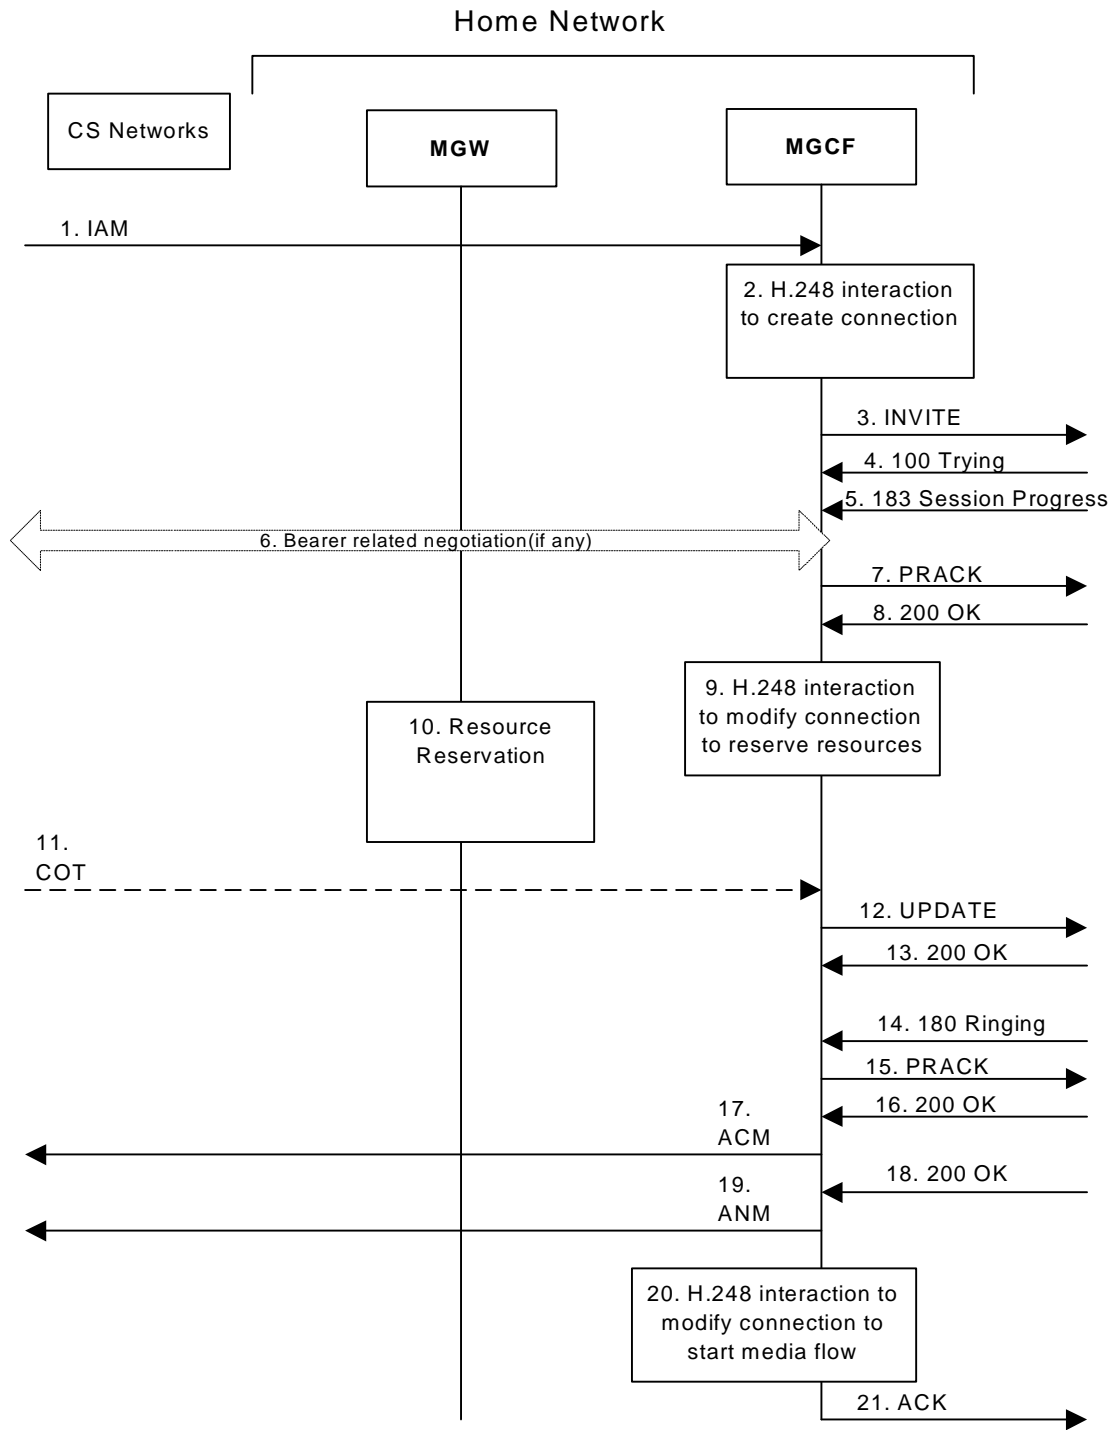 Home Network
CS Networks
MGW
MGCF
1. IAM
2. H.248 interaction
to create connection
3. INVITE
4. 100 Trying
5. 183 Session Progress
6. Bearer related negotiation(if any)
7. PRACK
8. 200 OK
9. H.248 interaction
to modify connection
to reserve resources
10. Resource
Reservation
11.
COT
12. UPDATE
13. 200 OK
14. 180 Ringing
15. PRACK
16. 200 OK
17.
ACM
18. 200 OK
19.
ANM
20. H.248 interaction to
modify connection to
start media flow
21. ACK